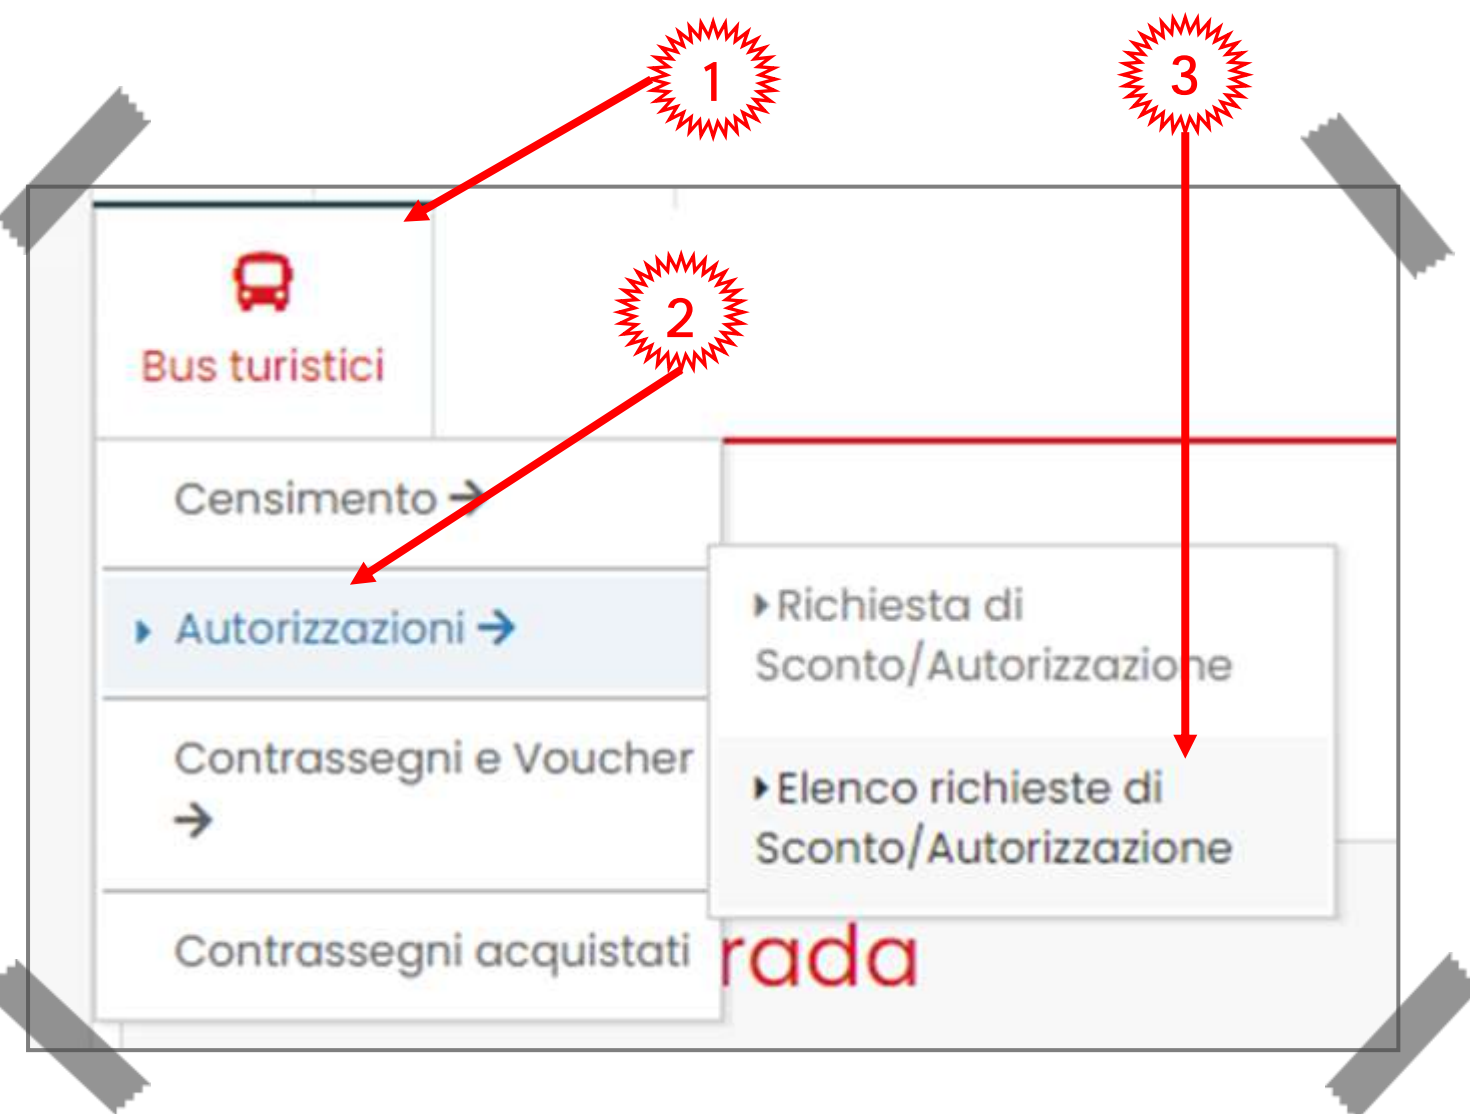 1
3
2
Bus turistici
Censimento →
Autorizzazioni →
Richiesta di
Sconto/Autorizzazione
Contrassegni e Voucher
→
Elenco richieste di
Sconto/Autorizzazione
Contrassegni acquistati
rada